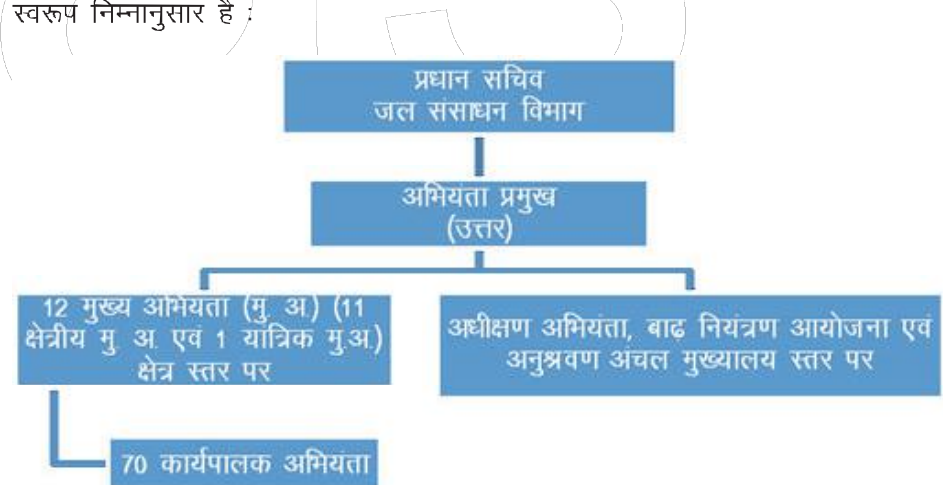 स्वरूप निम्नानुसार है :
प्रधान सचिव
जल संसाधन विभाग
अभियंता प्रमुख
(उत्तर)
12 मुख्य अभियंता (मु. अ.) (11
क्षेत्रीय मु. अ. एवं 1 यांत्रिक मु.अ.)
क्षेत्र स्तर पर
अधीक्षण अभियंता, बाढ़ नियंत्रण आयोजना एवं
अनुश्रवण अंचल मुख्यालय स्तर पर
70 कार्यपालक अभियंता